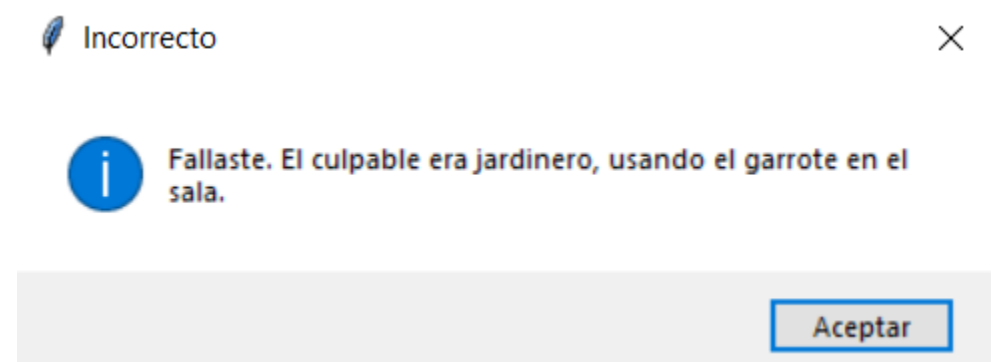 Incorrecto
Fallaste. El culpable era jardinero, usando el garrote en el
sala.
Aceptar